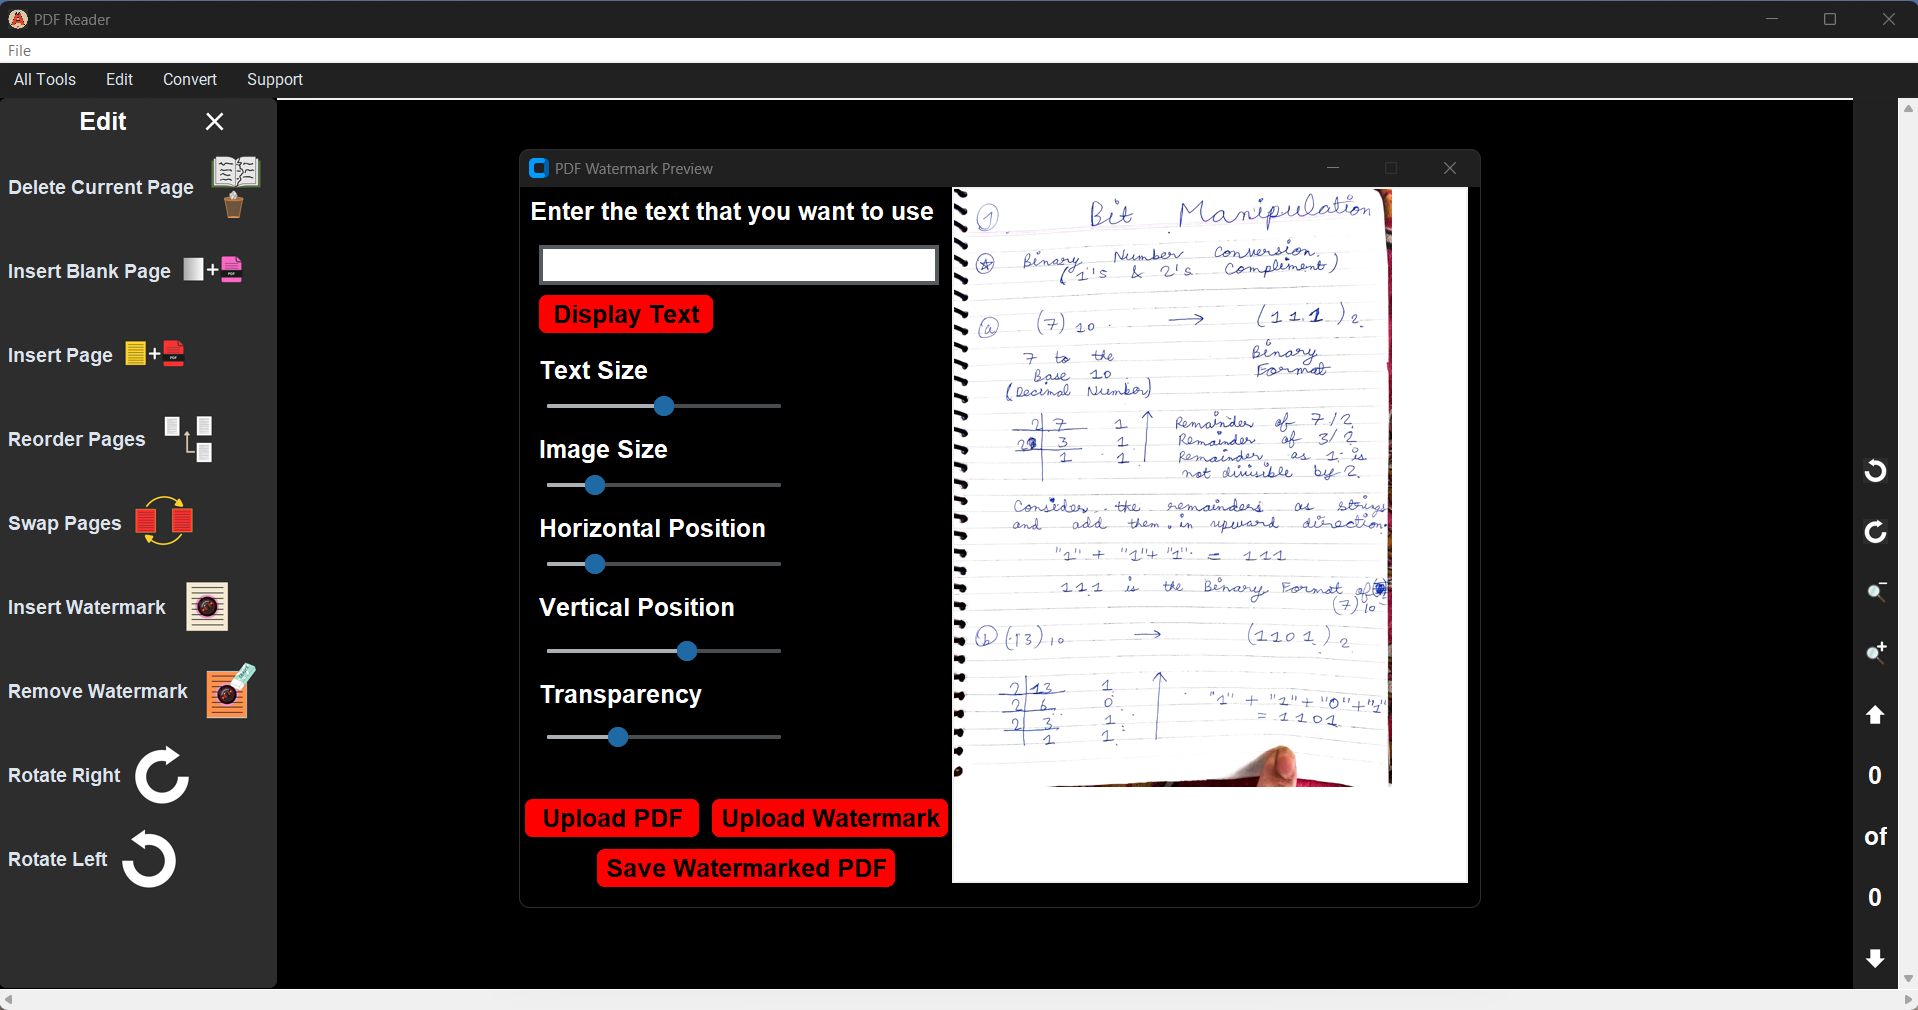 PDF Reader
File
All Tools Edit Convert Support
Edit
Delete Current Page
Insert Blank Page
Insert Page
Reorder Pages
Swap Pages
Insert Watermark
Remove Watermark
Rotate Right
Rotate Left
PDF Watermark Preview
Enter the text that you want to use
Display Text
Text Size
Image Size
Horizontal Position
Vertical Position
Transparency
Upload PDF Upload Watermark
Save Watermarked PDF
1 Bit Manipulation
Binary Number Conversion.
(1's & 2's Compliment)
a (7)10 → (111)2
7 to the Binary
Base 10 Format
(Decimal Number)
2 7 1 Remainder of 7/2
2 3 1 Remainder of 3/2
1 1 Remainder as 1 is
not divisible by 2.
Consider the remainders as strings
and add them in upward direction.
"1" + "1" + "1" = 111
111 is the Binary Format of
(7)10
b (13)10 → (1101)2
2 13 1
2 6 0 "1" + "1" + "0" + "1"
2 3 1 = 1101
1 1
0
of
0